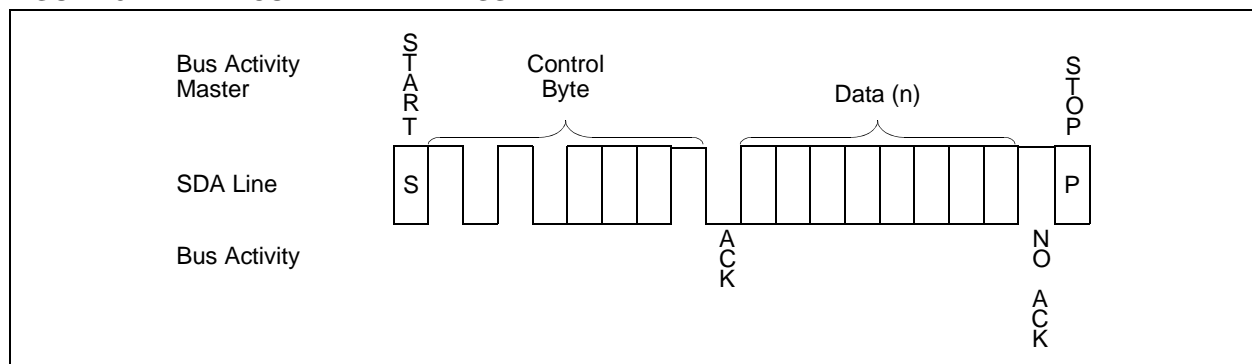 Bus Activity
Master
START
Control
Byte
Data (n)
STOP
SDA Line
S
P
Bus Activity
ACK
NO ACK